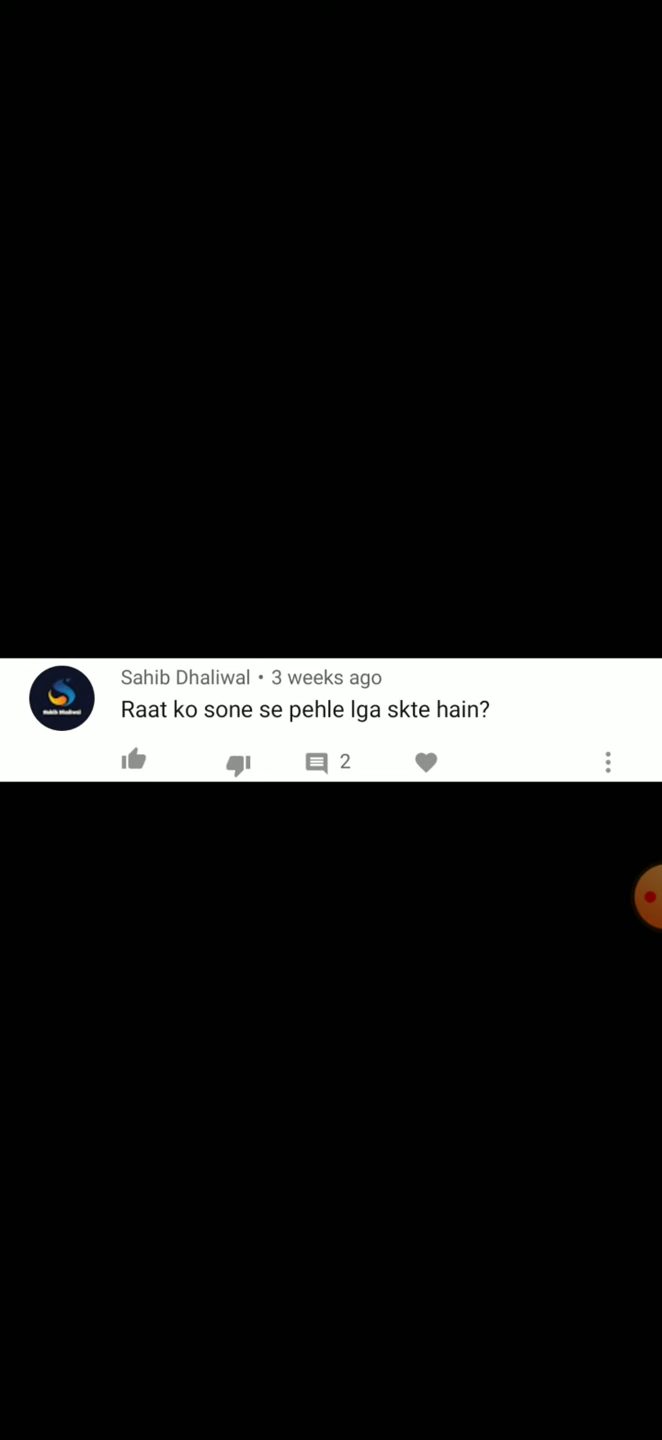 Sahib Dhaliwal • 3 weeks ago
Raat ko sone se pehle lga skte hain?
2